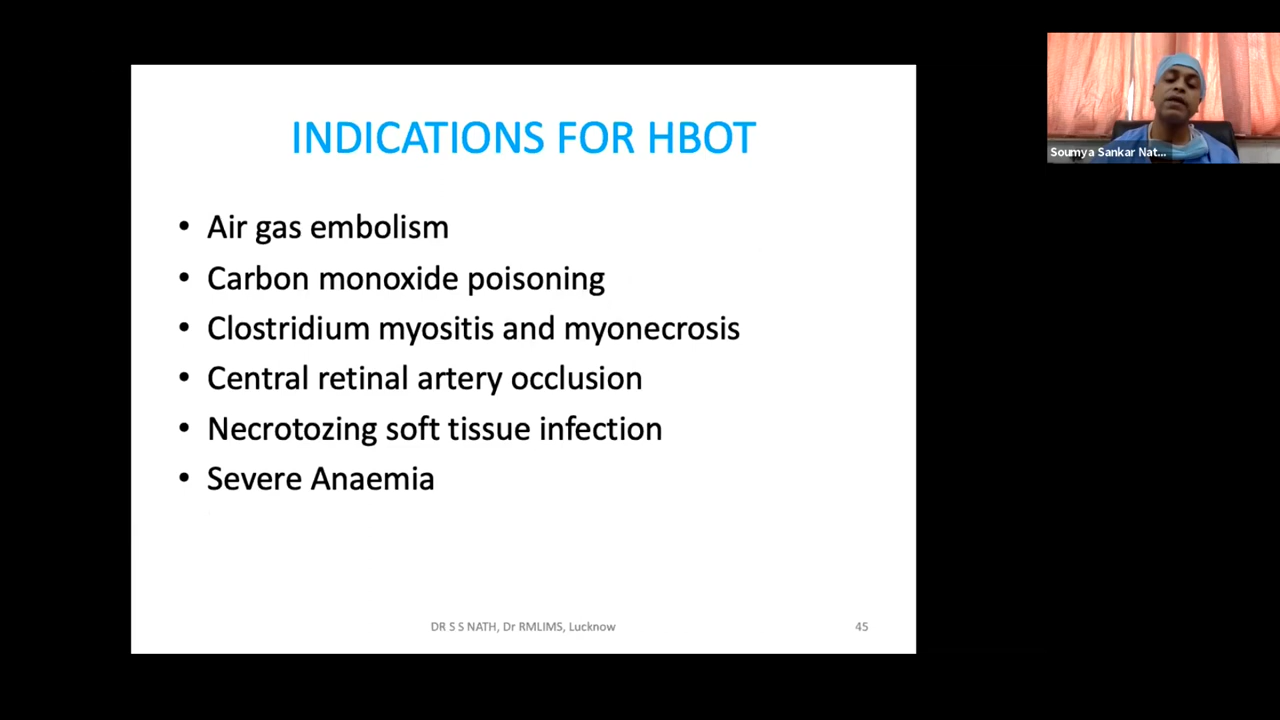 INDICATIONS FOR HBOT
• Air gas embolism
• Carbon monoxide poisoning
• Clostridium myositis and myonecrosis
• Central retinal artery occlusion
• Necrotozing soft tissue infection
• Severe Anaemia
DR S S NATH, Dr RMLIMS, Lucknow
45
Soumya Sankar Nat...